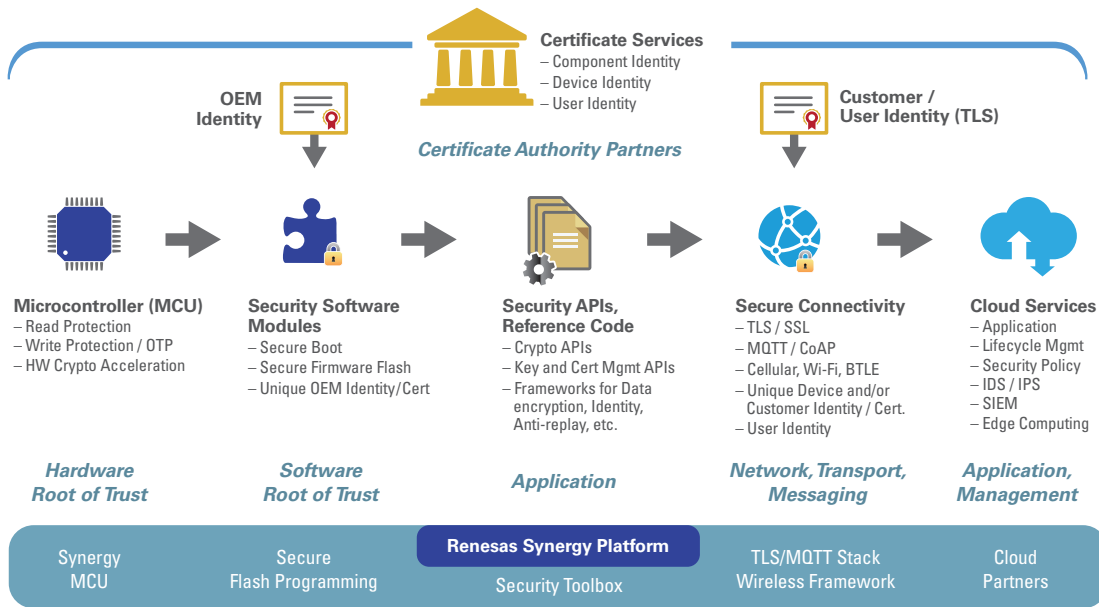 Certificate Services
– Component Identity
– Device Identity
– User Identity
OEM
Identity
Customer /
User Identity (TLS)
Certificate Authority Partners
Microcontroller (MCU)
– Read Protection
– Write Protection / OTP
– HW Crypto Acceleration
Security Software
Modules
– Secure Boot
– Secure Firmware Flash
– Unique OEM Identity/Cert
Security APIs,
Reference Code
– Crypto APIs
– Key and Cert Mgmt APIs
– Frameworks for Data
encryption, Identity,
Anti-replay, etc.
Secure Connectivity
– TLS / SSL
– MQTT / CoAP
– Cellular, Wi-Fi, BTLE
– Unique Device and/or
Customer Identity / Cert.
– User Identity
Cloud Services
– Application
– Lifecycle Mgmt
– Security Policy
– IDS / IPS
– SIEM
– Edge Computing
Hardware
Root of Trust
Software
Root of Trust
Application
Network, Transport,
Messaging
Application,
Management
Renesas Synergy Platform
Synergy
MCU
Secure
Flash Programming
Security Toolbox
TLS/MQTT Stack
Wireless Framework
Cloud
Partners